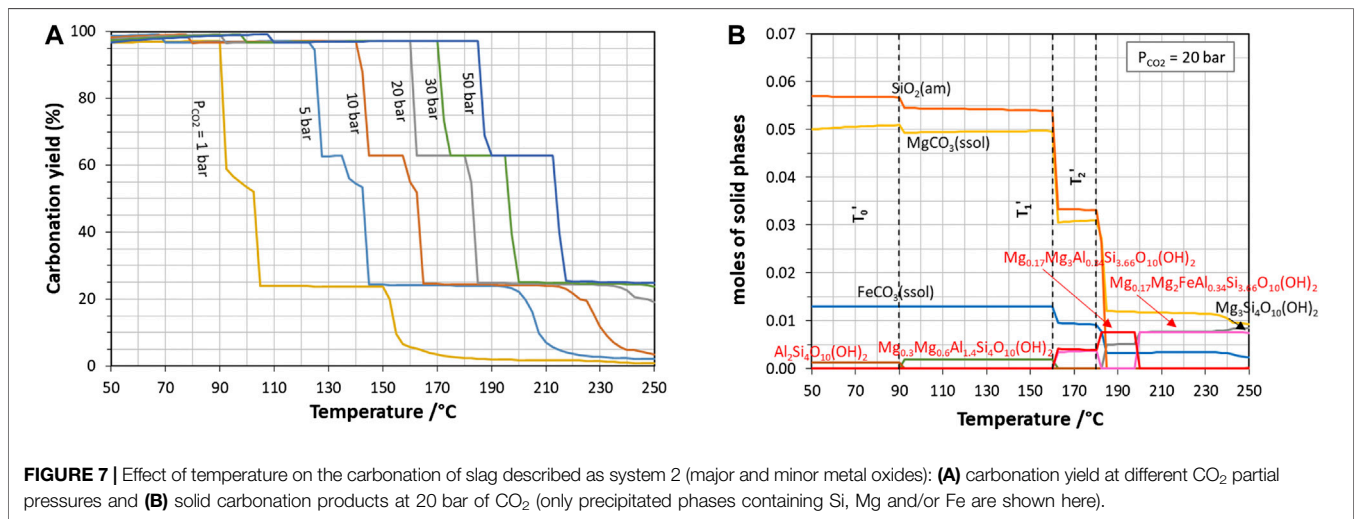 A
100
80
60
40
20
0
Carbonation yield (%)
P_CO2 = 1 bar
5 bar
10 bar
20 bar
30 bar
50 bar
50 70 90 110 130 150 170 190 210 230 250
Temperature /°C
B
0.07
0.06
0.05
0.04
0.03
0.02
0.01
0.00
moles of solid phases
P_CO2 = 20 bar
SiO2(am)
MgCO3(ssol)
T0'
T1'
T2'
Mg0.17Mg3Al0.34Si3.66O10(OH)2
Mg0.17Mg2FeAl0.34Si3.66O10(OH)2
FeCO3(ssol)
Mg3Si4O10(OH)2
Al2Si4O10(OH)2
Mg0.3Mg0.6Al1.4Si4O10(OH)2
50 70 90 110 130 150 170 190 210 230 250
Temperature /°C
FIGURE 7 | Effect of temperature on the carbonation of slag described as system 2 (major and minor metal oxides): (A) carbonation yield at different CO2 partial
pressures and (B) solid carbonation products at 20 bar of CO2 (only precipitated phases containing Si, Mg and/or Fe are shown here).